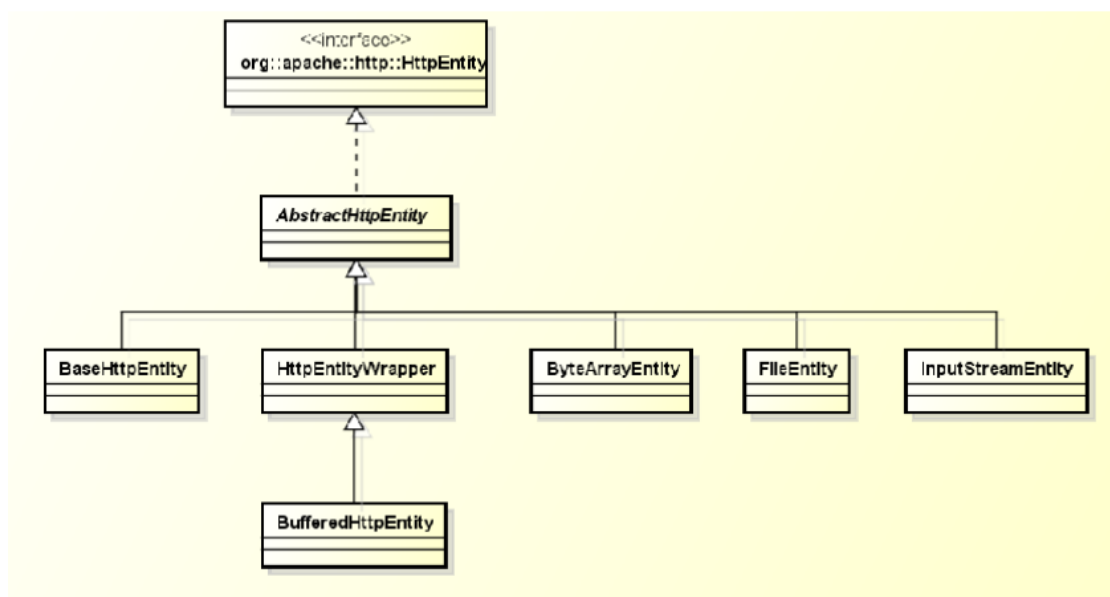 <<interface>>
org::apache::http::HttpEntity
AbstractHttpEntity
BaseHttpEntity HttpEntityWrapper ByteArrayEntity FileEntity InputStreamEntity
BufferedHttpEntity